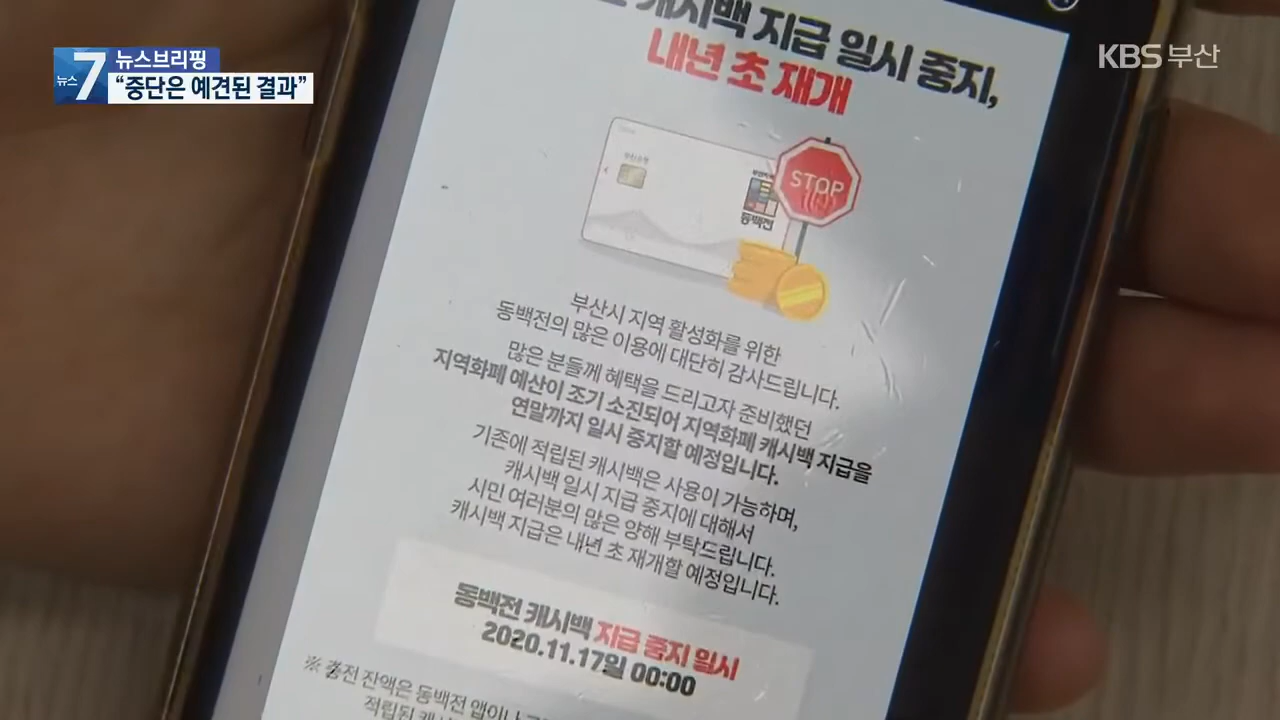 뉴스 7
뉴스브리핑
“중단은 예견된 결과”
KBS 부산
캐시백 지급 일시 중지,
내년 초 재개
STOP
동백전
부산시 지역 활성화를 위한
동백전의 많은 이용에 대단히 감사드립니다.
많은 분들께 혜택을 드리고자 준비했던
지역화폐 예산이 조기 소진되어 지역화폐 캐시백 지급을
연말까지 일시 중지할 예정입니다.
기존에 적립된 캐시백은 사용이 가능하며,
캐시백 일시 지급 중지에 대해서
시민 여러분의 많은 양해 부탁드립니다.
캐시백 지급은 내년 초 재개할 예정입니다.
동백전 캐시백 지급 중지 일시
2020.11.17일 00:00
※ 충전 잔액은 동백전 앱이나
적립된